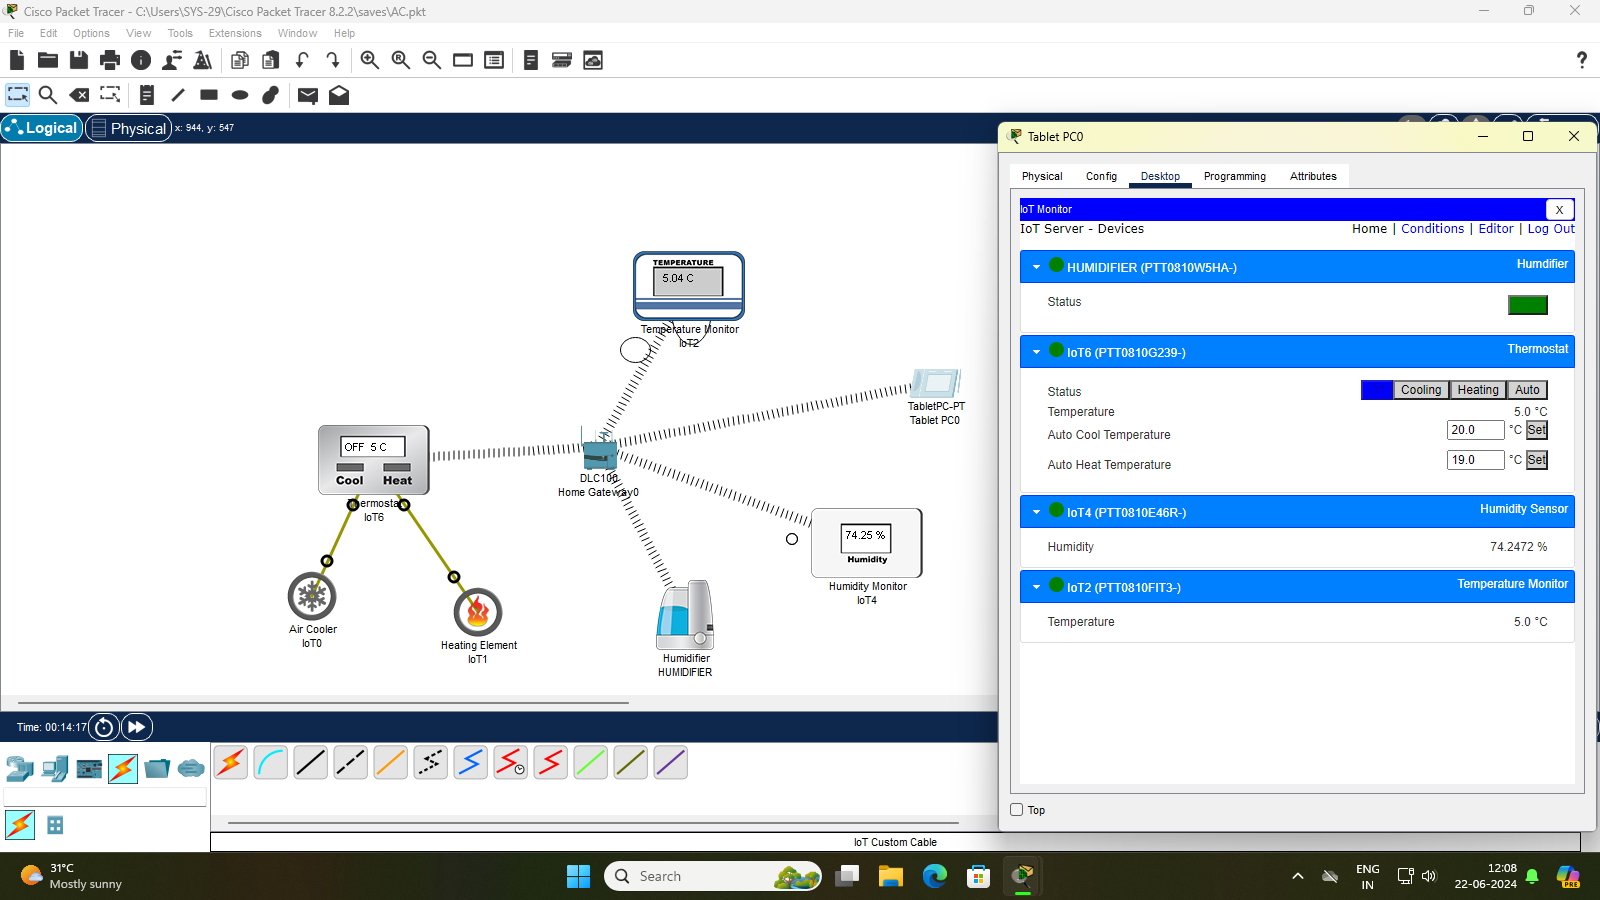 Cisco Packet Tracer - C:\Users\SYS-29\Cisco Packet Tracer 8.2.2\saves\AC.pkt
File Edit Options View Tools Extensions Window Help
Logical Physical x: 944, y: 547
TEMPERATURE
5.04 C
Temperature Monitor
IoT2
TabletPC-PT
Tablet PC0
OFF 5 C
Cool Heat
Thermostat
IoT6
DLC100
Home Gateway0
74.25 %
Humidity
Humidity Monitor
IoT4
Air Cooler
IoT0
Heating Element
IoT1
Humidifier
HUMIDIFIER
Tablet PC0
Physical Config Desktop Programming Attributes
IoT Monitor X
IoT Server - Devices Home | Conditions | Editor | Log Out
HUMIDIFIER (PTT0810W5HA-) Humdifier
Status
IoT6 (PTT0810G239-) Thermostat
Status Cooling Heating Auto
Temperature 5.0 °C
Auto Cool Temperature 20.0 °C Set
Auto Heat Temperature 19.0 °C Set
IoT4 (PTT0810E46R-) Humidity Sensor
Humidity 74.2472 %
IoT2 (PTT0810FIT3-) Temperature Monitor
Temperature 5.0 °C
Top
Time: 00:14:17
IoT Custom Cable
31°C
Mostly sunny
Search
ENG
IN
12:08
22-06-2024
PRE